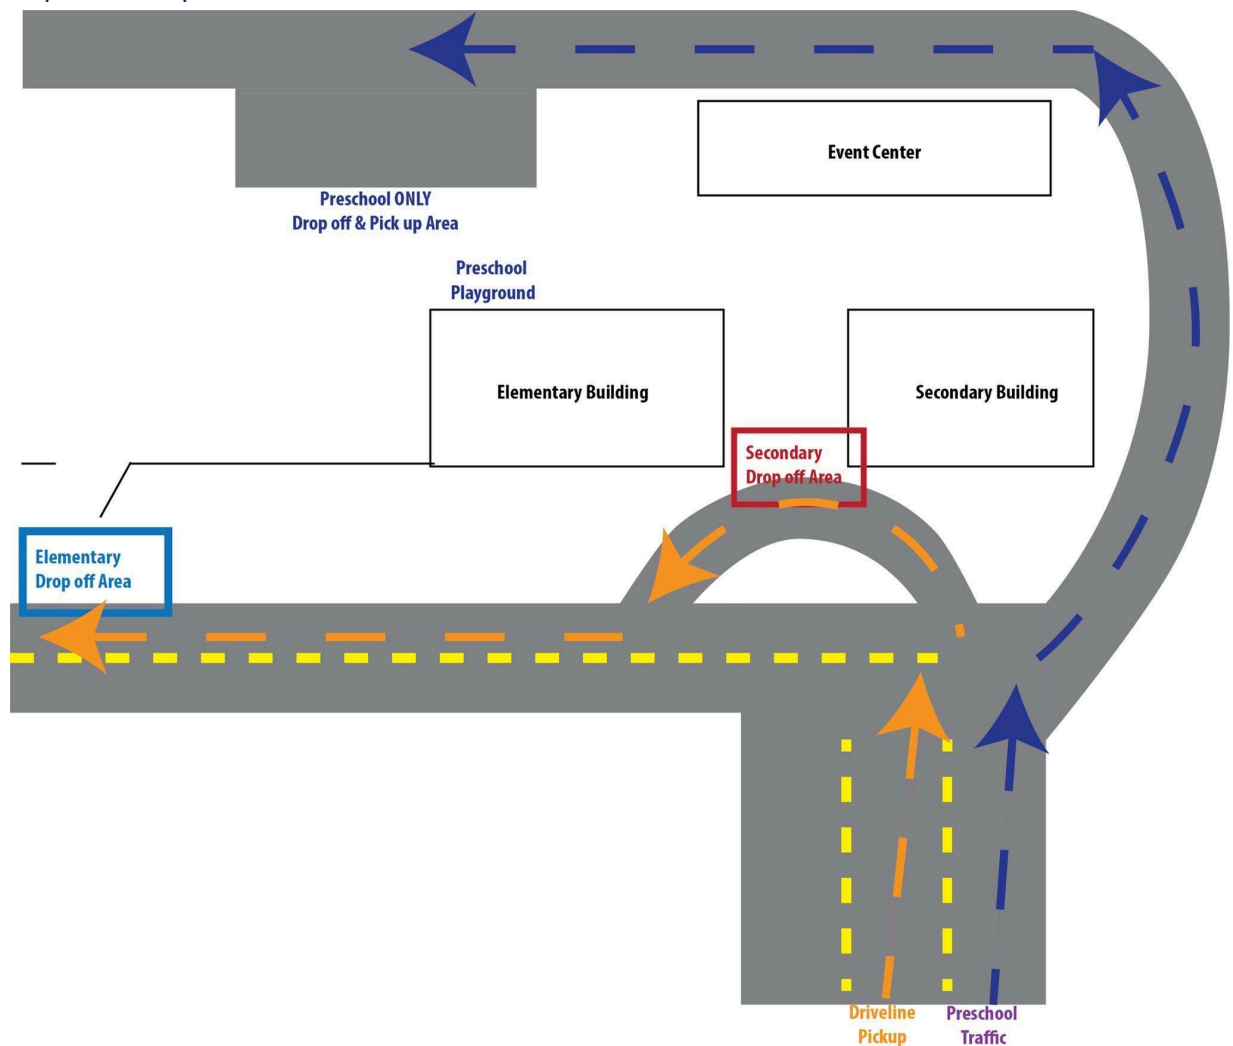 Event Center
Preschool ONLY
Drop off & Pick up Area
Preschool
Playground
Elementary Building
Secondary Building
Secondary
Drop off Area
Elementary
Drop off Area
Driveline
Pickup
Preschool
Traffic